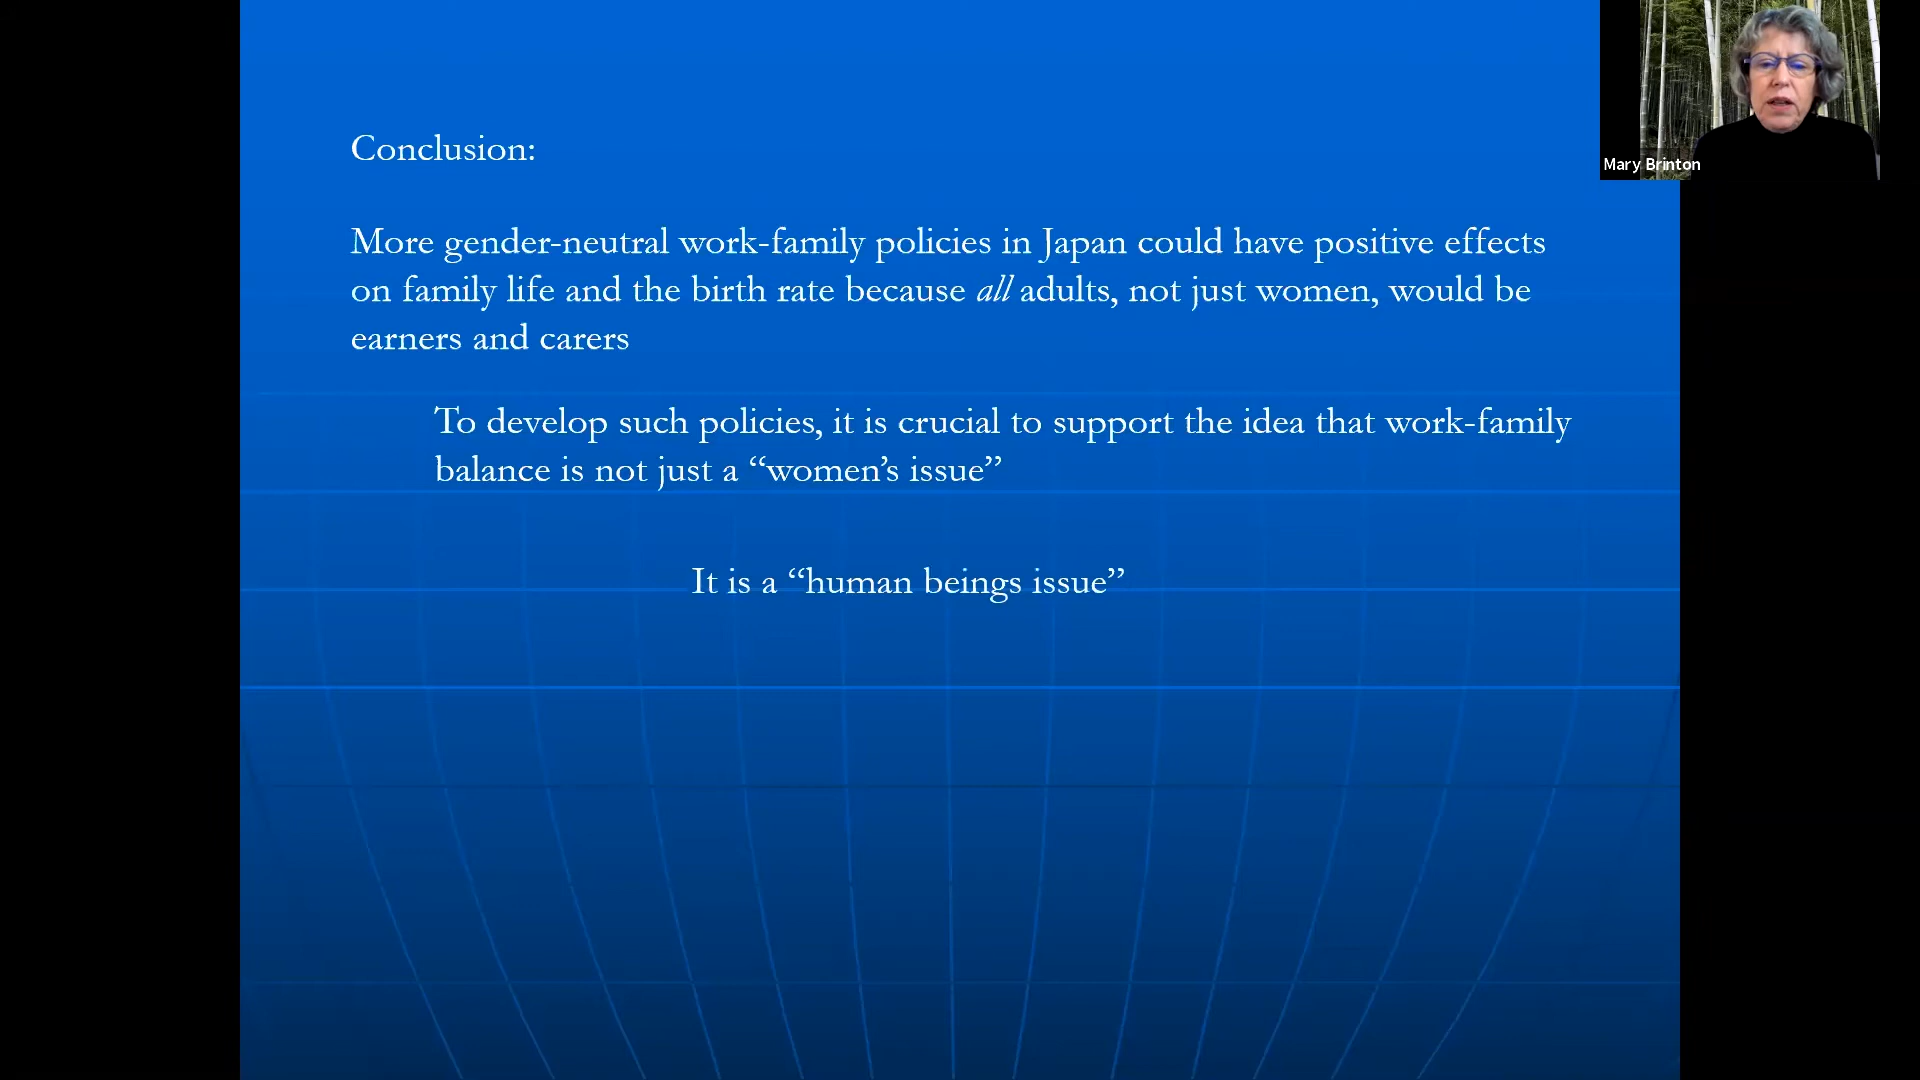 Conclusion:
More gender-neutral work-family policies in Japan could have positive effects
on family life and the birth rate because all adults, not just women, would be
earners and carers
To develop such policies, it is crucial to support the idea that work-family
balance is not just a “women’s issue”
It is a “human beings issue”
Mary Brinton